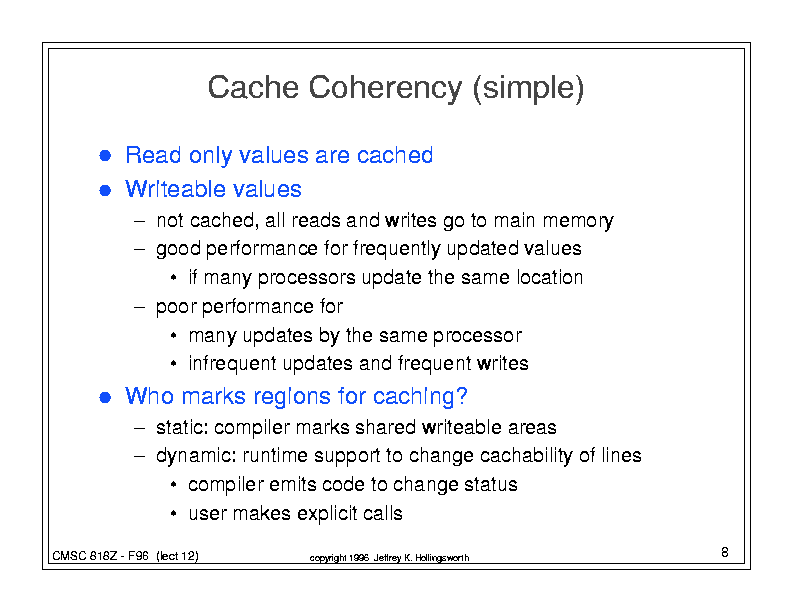 Cache Coherency (simple)
● Read only values are cached
● Writeable values
– not cached, all reads and writes go to main memory
– good performance for frequently updated values
• if many processors update the same location
– poor performance for
• many updates by the same processor
• infrequent updates and frequent writes
● Who marks regions for caching?
– static: compiler marks shared writeable areas
– dynamic: runtime support to change cachability of lines
• compiler emits code to change status
• user makes explicit calls
CMSC 818Z - F96 (lect 12)
copyright 1996 Jeffrey K. Hollingsworth
8